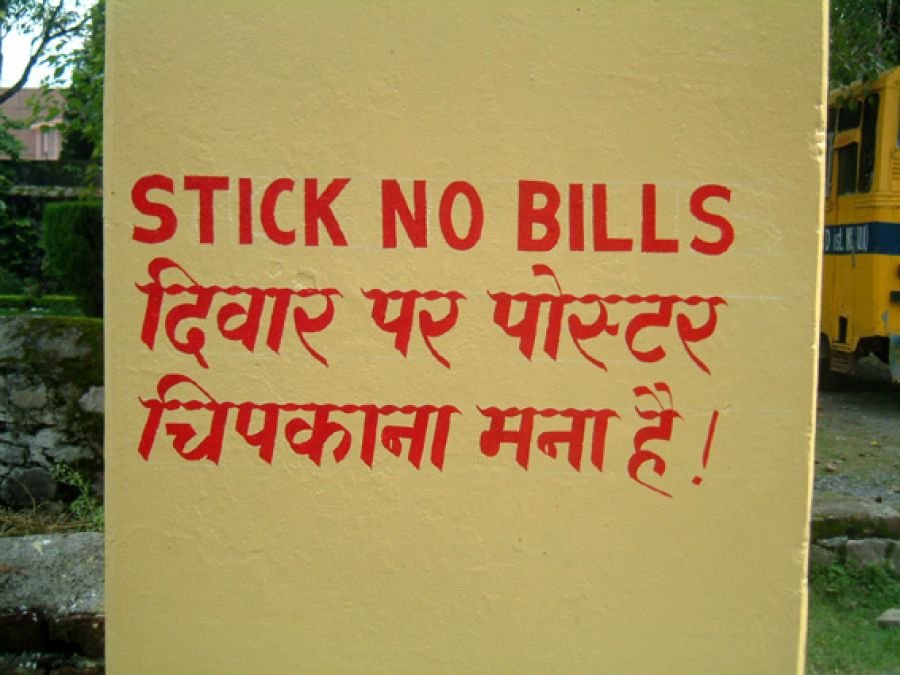 STICK NO BILLS
दिवार पर पोस्टर
चिपकाना मना है !